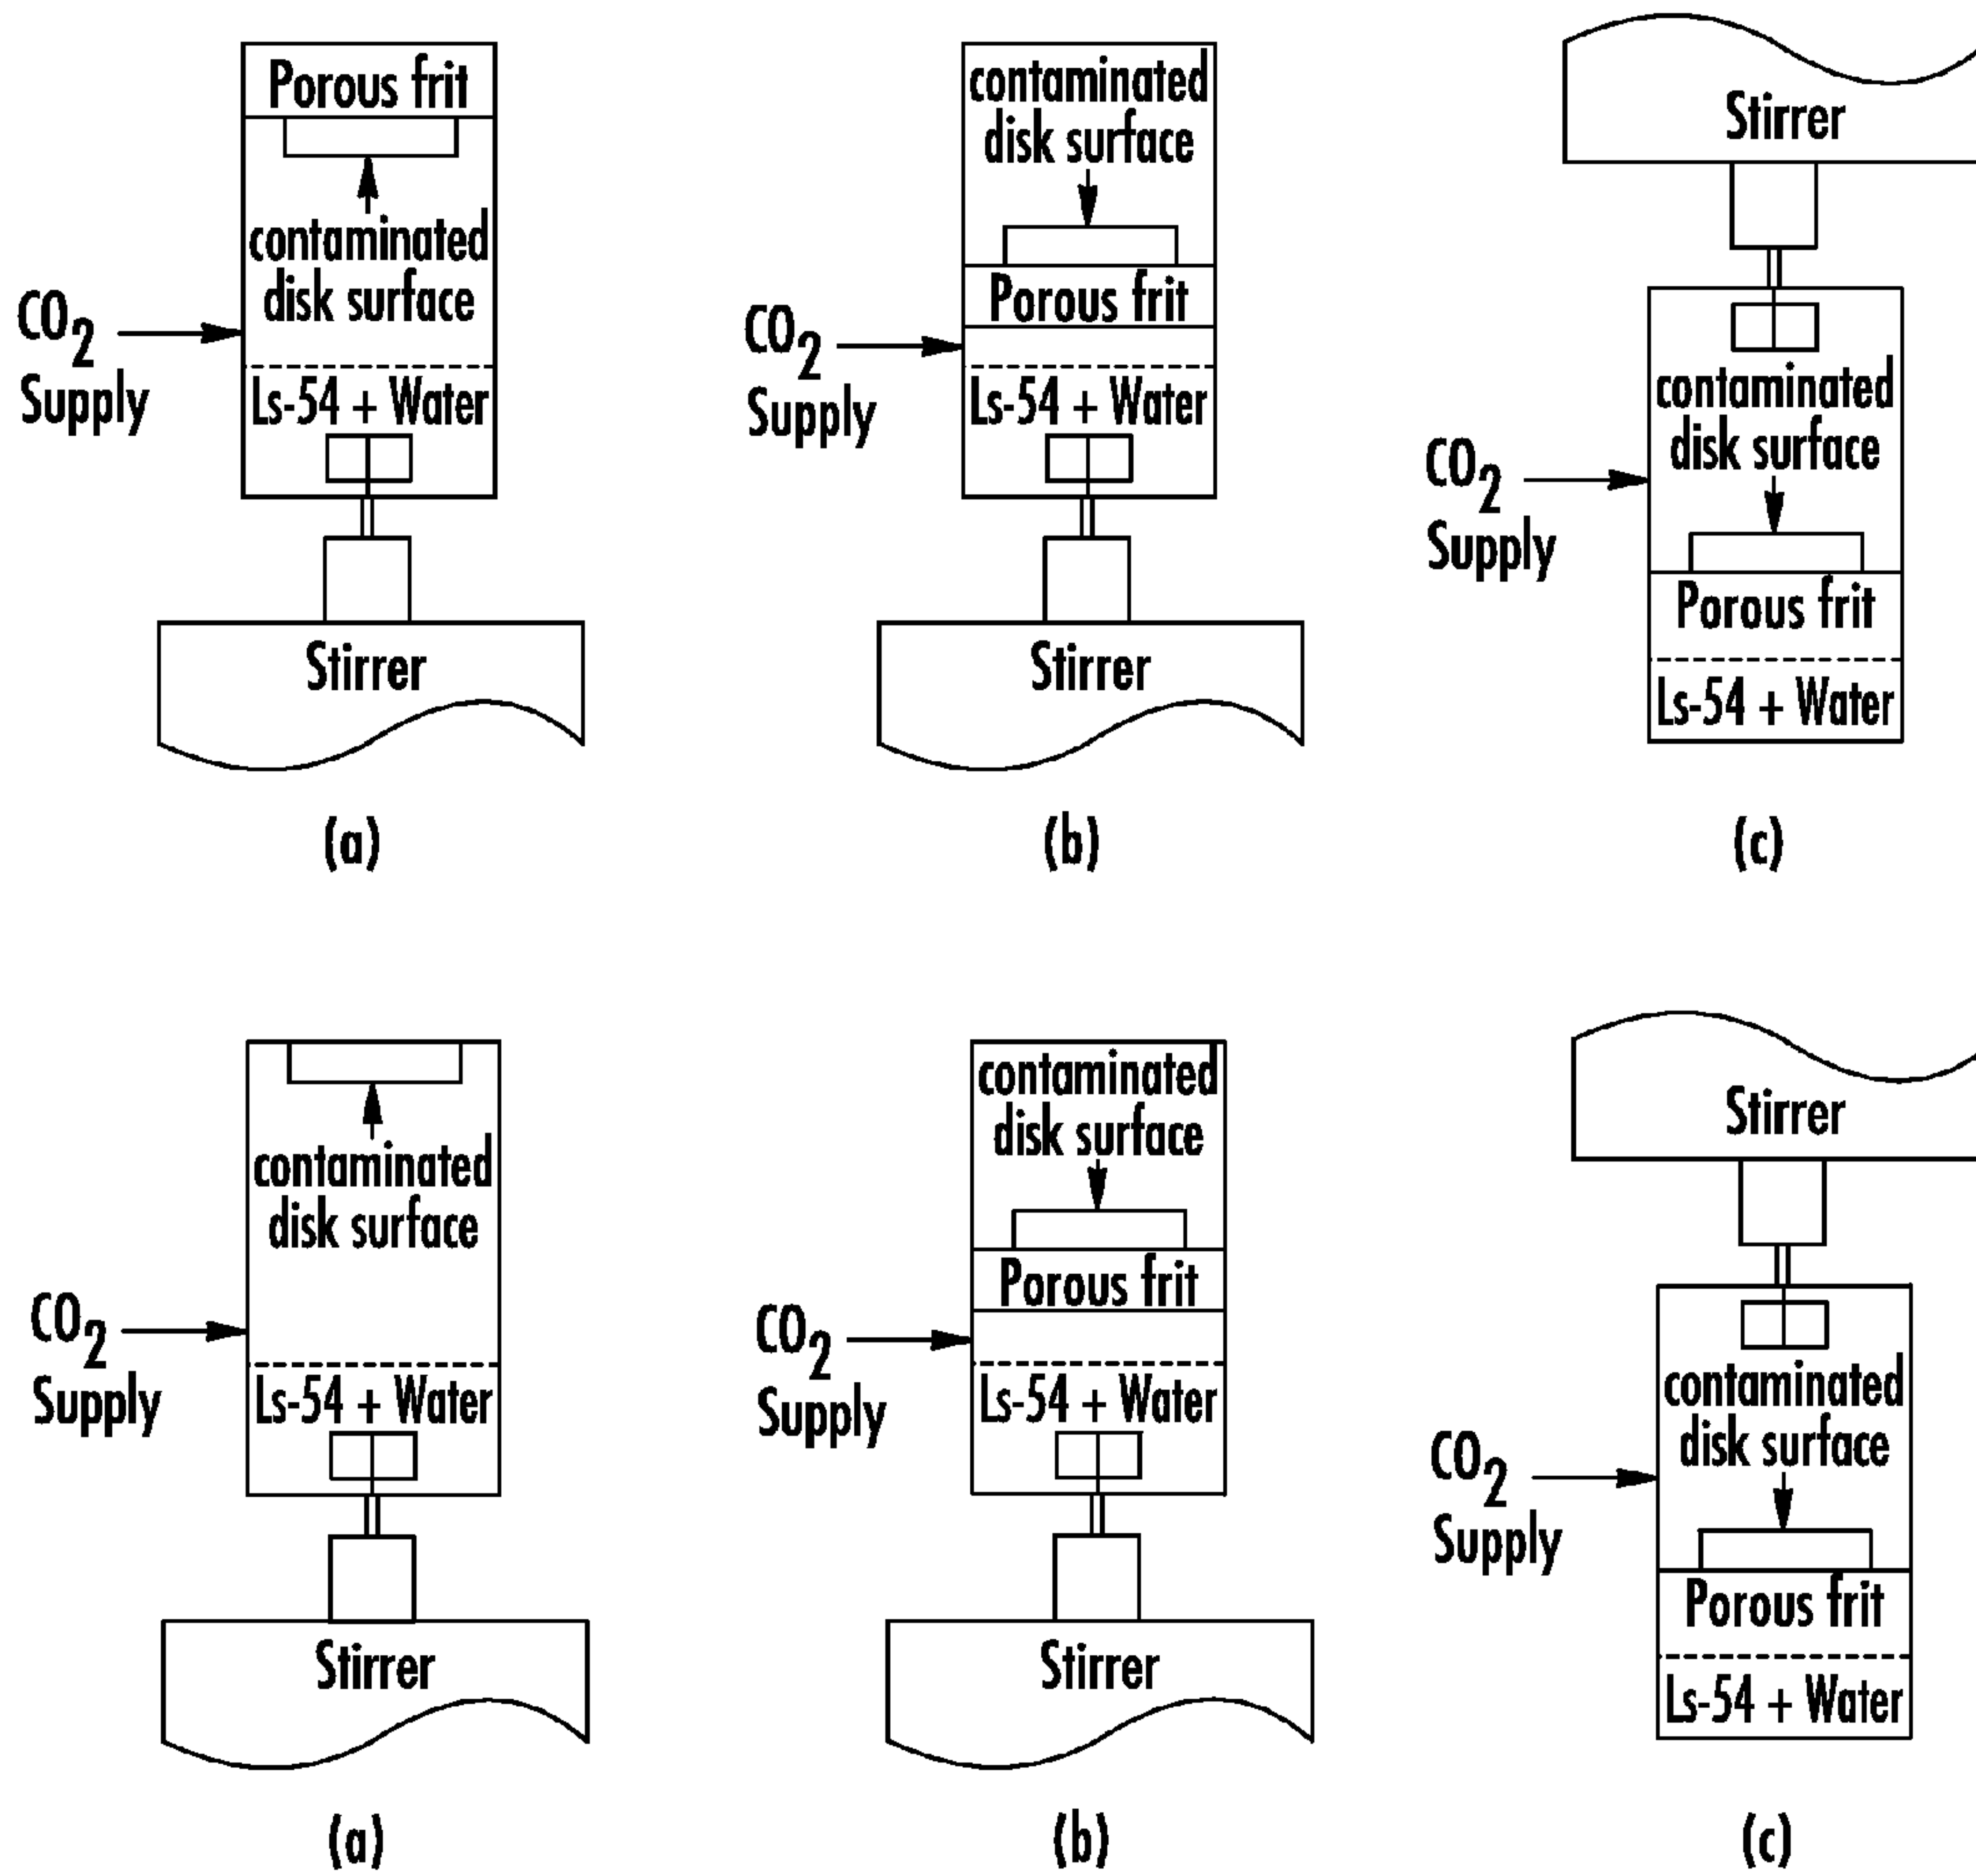 Porous frit
contaminated
disk surface
CO2
Supply
Ls-54 + Water
Stirrer
(a)
contaminated
disk surface
Porous frit
CO2
Supply
Ls-54 + Water
Stirrer
(b)
Stirrer
contaminated
disk surface
CO2
Supply
Porous frit
Ls-54 + Water
(c)
contaminated
disk surface
CO2
Supply
Ls-54 + Water
Stirrer
(a)
contaminated
disk surface
Porous frit
CO2
Supply
Ls-54 + Water
Stirrer
(b)
Stirrer
contaminated
disk surface
CO2
Supply
Porous frit
Ls-54 + Water
(c)